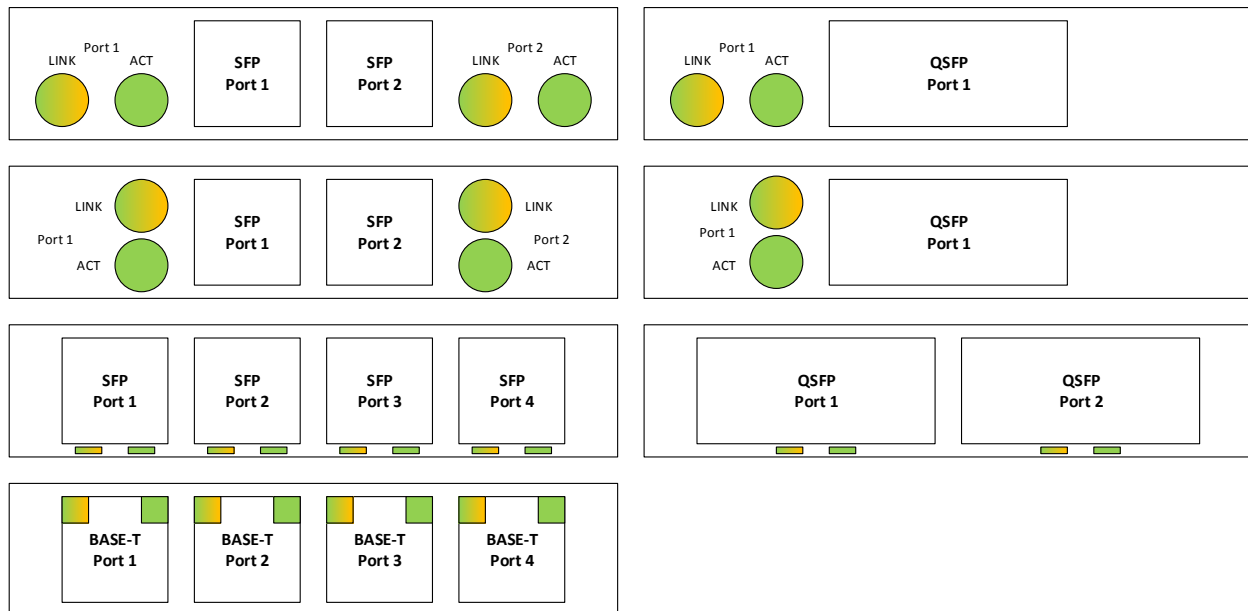 Port 1
LINK ACT
SFP
Port 1
SFP
Port 2
Port 2
LINK ACT
Port 1
LINK ACT
QSFP
Port 1
LINK
Port 1
ACT
SFP
Port 1
SFP
Port 2
LINK
Port 2
ACT
LINK
Port 1
ACT
QSFP
Port 1
SFP
Port 1
SFP
Port 2
SFP
Port 3
SFP
Port 4
QSFP
Port 1
QSFP
Port 2
BASE-T
Port 1
BASE-T
Port 2
BASE-T
Port 3
BASE-T
Port 4